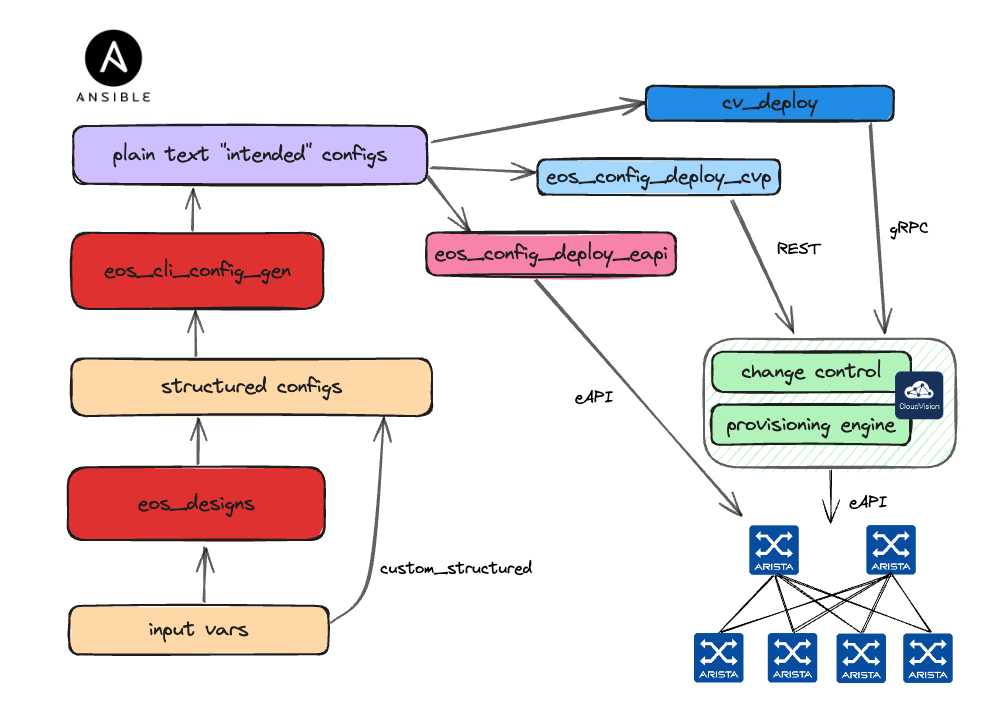 ANSIBLE
cv_deploy
plain text "intended" configs
eos_config_deploy_cvp
gRPC
eos_config_deploy_eapi
REST
eos_cli_config_gen
change control
structured configs
CloudVision
eAPI
provisioning engine
eos_designs
eAPI
ARISTA
ARISTA
custom_structured
input vars
ARISTA
ARISTA
ARISTA
ARISTA